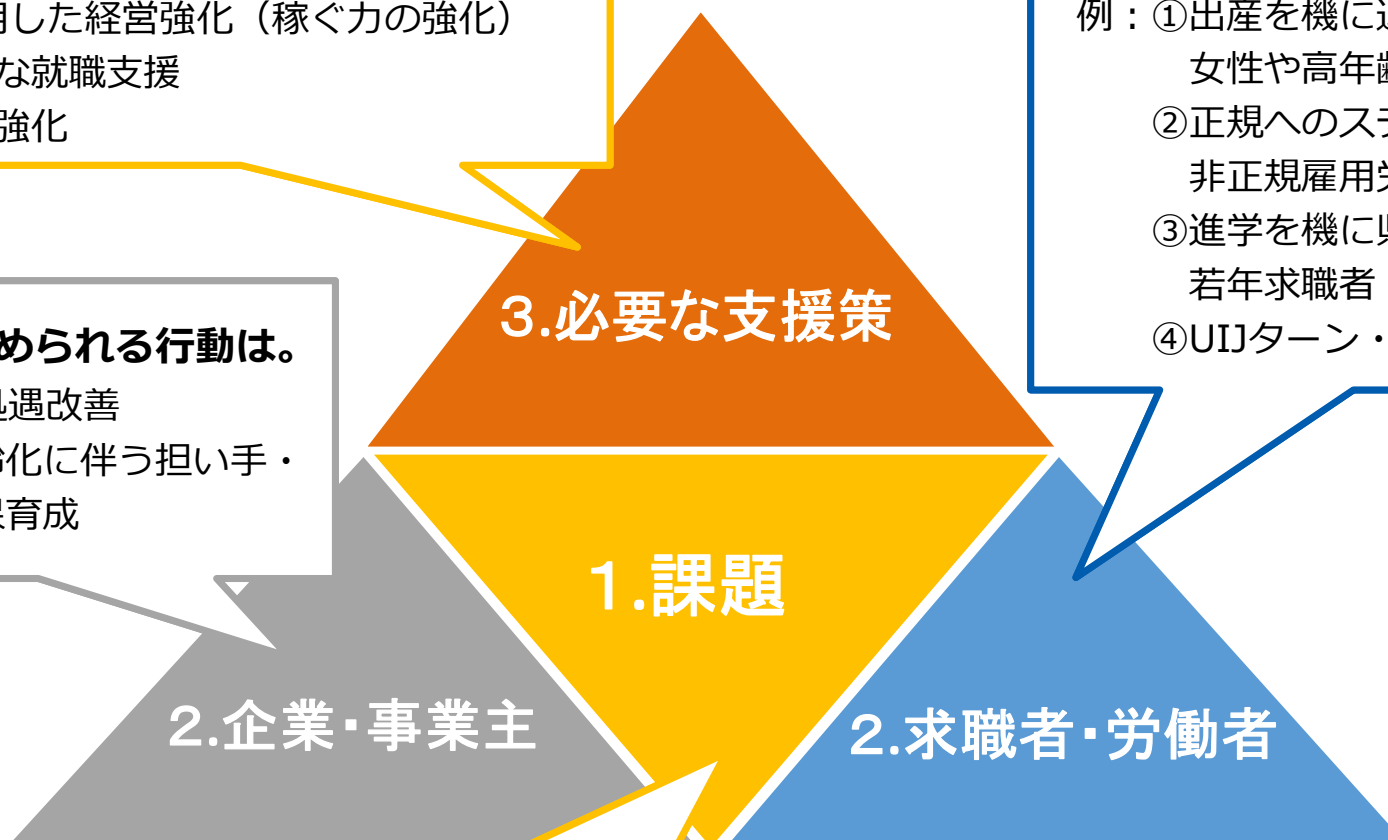 用した経営強化（稼ぐ力の強化）
な就職支援
強化
例：①出産を機に
女性や高年齢
②正規へのステ
非正規雇用労
③進学を機に県
若年求職者
④UIJターン・
3.必要な支援策
められる行動は。
処遇改善
齢化に伴う担い手・
育成
1.課題
2.企業・事業主
2.求職者・労働者